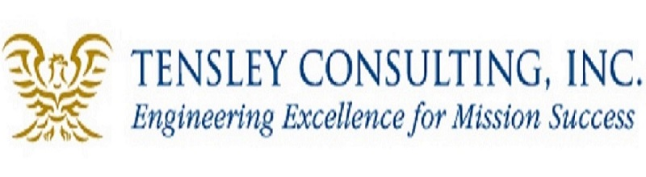 TENSLEY CONSULTING, INC.
Engineering Excellence for Mission Success